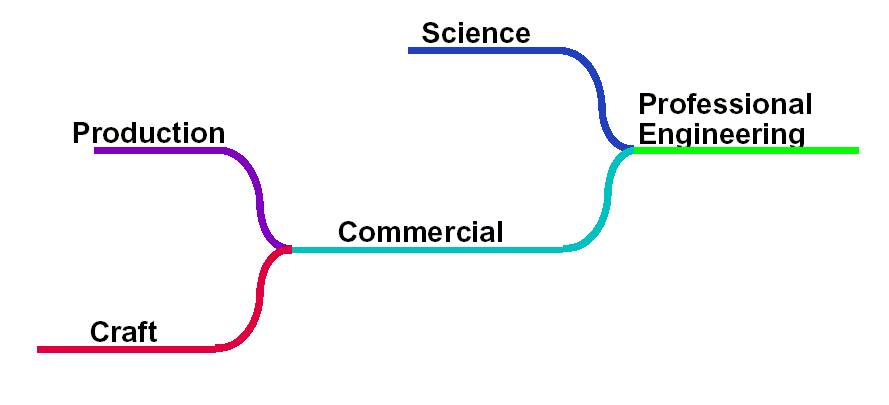 Science
Professional
Engineering
Production
Commercial
Craft